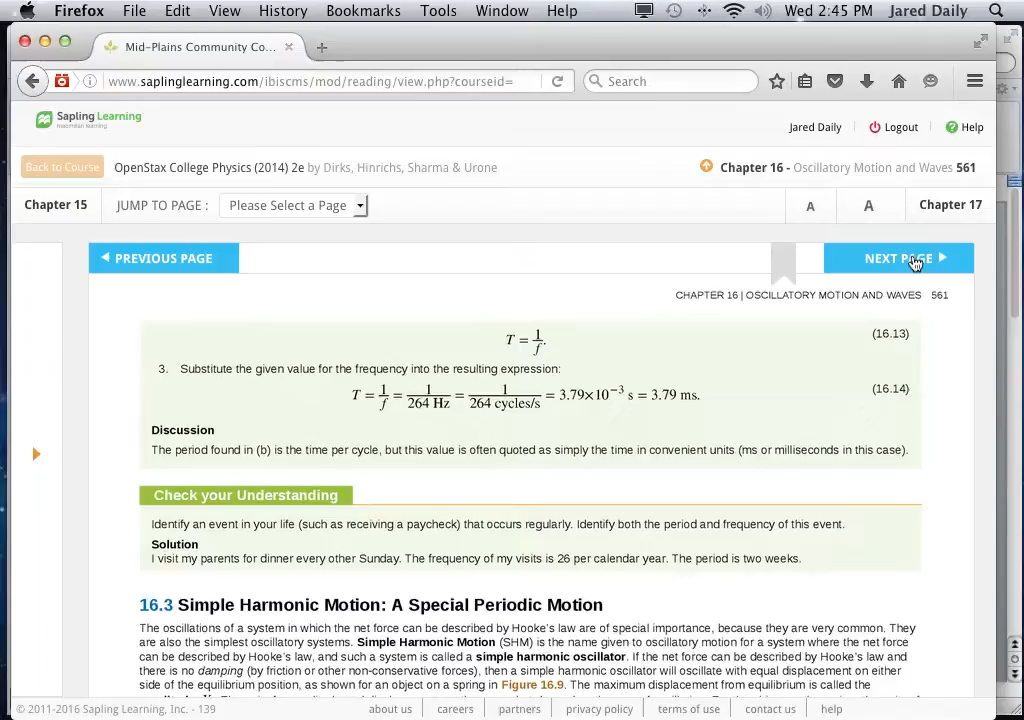 Firefox File Edit View History Bookmarks Tools Window Help Wed 2:45 PM Jared Daily
Mid-Plains Community Co...
www.saplinglearning.com/ibiscms/mod/reading/view.php?courseid= Search
Sapling Learning
macmillan learning
Jared Daily Logout Help
Back to Course OpenStax College Physics (2014) 2e by Dirks, Hinrichs, Sharma & Urone Chapter 16 - Oscillatory Motion and Waves 561
Chapter 15 JUMP TO PAGE : Please Select a Page A A Chapter 17
PREVIOUS PAGE NEXT PAGE
CHAPTER 16 | OSCILLATORY MOTION AND WAVES 561
T = 1/f. (16.13)
3. Substitute the given value for the frequency into the resulting expression:
T = 1/f = 1/264 Hz = 1/264 cycles/s = 3.79×10⁻³ s = 3.79 ms. (16.14)
Discussion
The period found in (b) is the time per cycle, but this value is often quoted as simply the time in convenient units (ms or milliseconds in this case).
Check your Understanding
Identify an event in your life (such as receiving a paycheck) that occurs regularly. Identify both the period and frequency of this event.
Solution
I visit my parents for dinner every other Sunday. The frequency of my visits is 26 per calendar year. The period is two weeks.
16.3 Simple Harmonic Motion: A Special Periodic Motion
The oscillations of a system in which the net force can be described by Hooke's law are of special importance, because they are very common. They
are also the simplest oscillatory systems. Simple Harmonic Motion (SHM) is the name given to oscillatory motion for a system where the net force
can be described by Hooke's law, and such a system is called a simple harmonic oscillator. If the net force can be described by Hooke's law and
there is no damping (by friction or other non-conservative forces), then a simple harmonic oscillator will oscillate with equal displacement on either
side of the equilibrium position, as shown for an object on a spring in Figure 16.9. The maximum displacement from equilibrium is called the
© 2011-2016 Sapling Learning, Inc. - 139 about us careers partners privacy policy terms of use contact us help